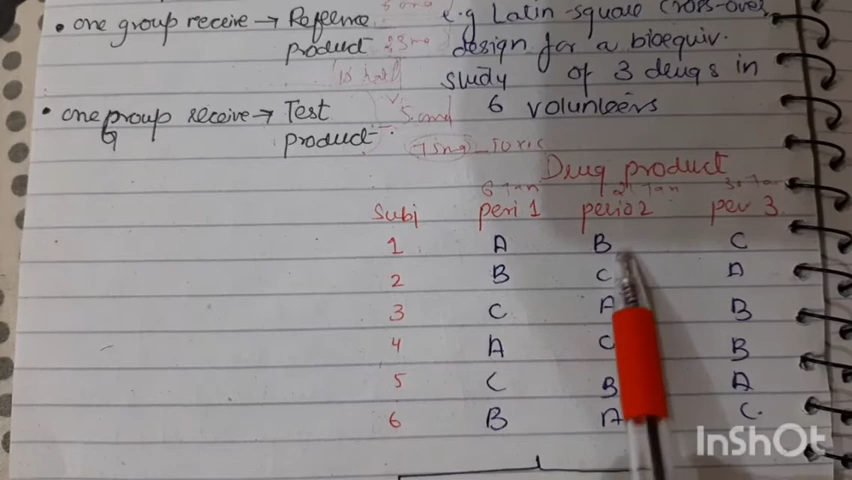 • one group receive → Reference
product
e.g Latin-square Cross-over
design for a bioequiv.
study of 3 drugs in
6 volunteers
• one group receive → Test
product
Drug product
Subj peri 1 perio 2 per 3
1 A B C
2 B C A
3 C A B
4 A C B
5 C B A
6 B A C.
InShOt